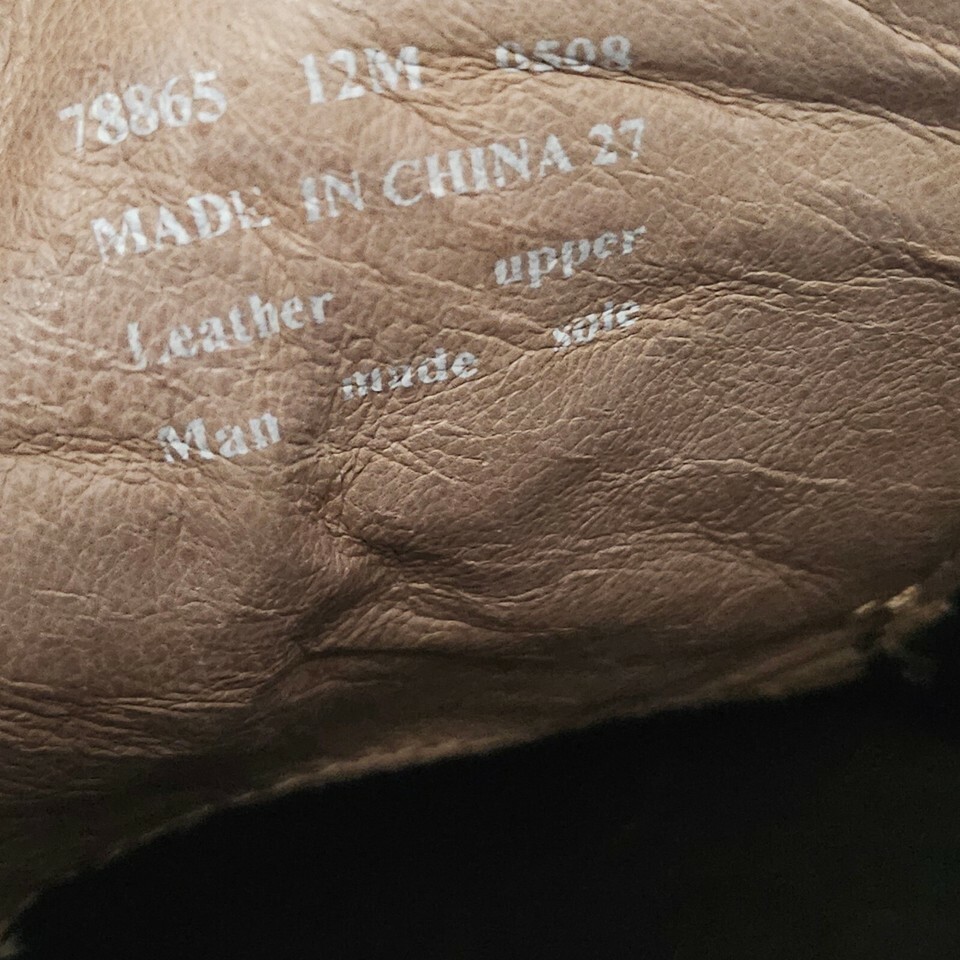 78865 12M 0508
MADE IN CHINA 27
Leather upper
Man made sole